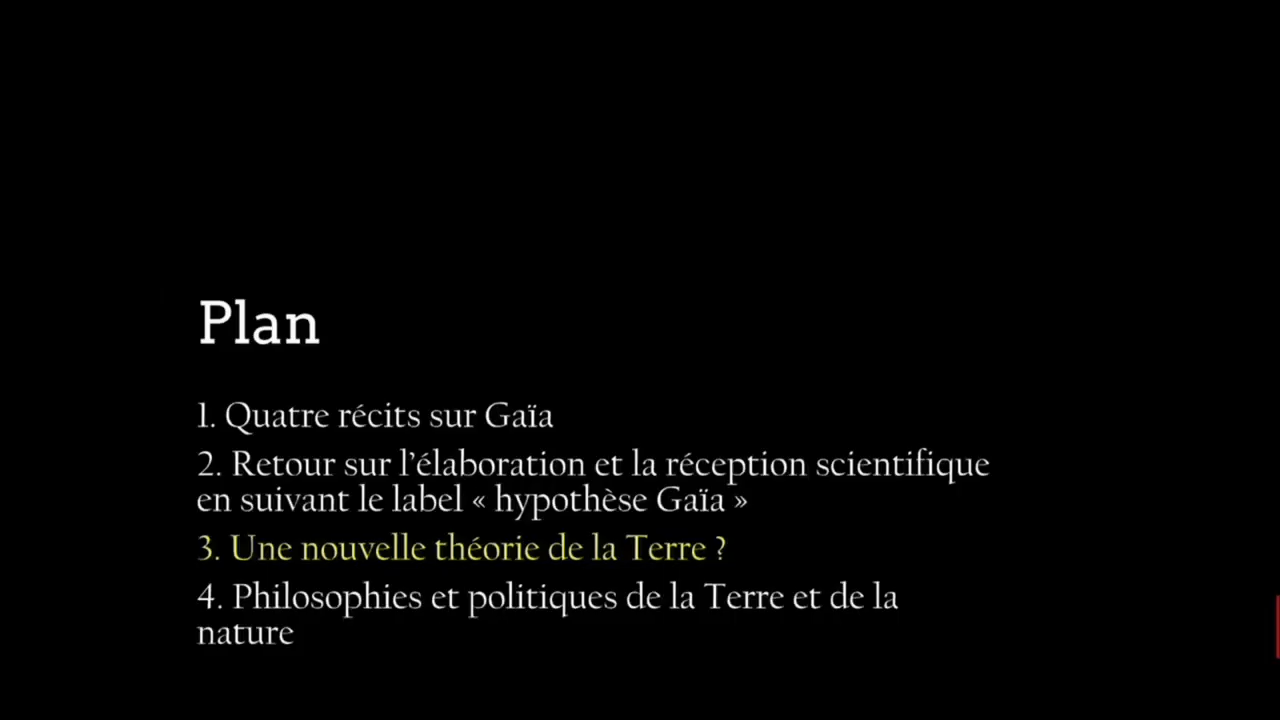 Plan
1. Quatre récits sur Gaïa
2. Retour sur l’élaboration et la réception scientifique
en suivant le label « hypothèse Gaïa »
3. Une nouvelle théorie de la Terre ?
4. Philosophies et politiques de la Terre et de la
nature